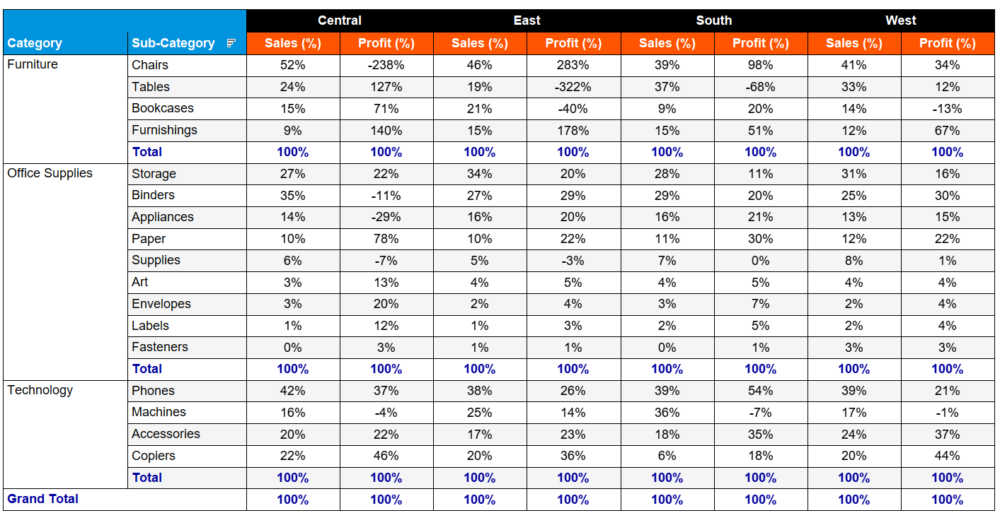 Central East South West
Category Sub-Category Sales (%) Profit (%) Sales (%) Profit (%) Sales (%) Profit (%) Sales (%) Profit (%)
Furniture Chairs 52% -238% 46% 283% 39% 98% 41% 34%
Tables 24% 127% 19% -322% 37% -68% 33% 12%
Bookcases 15% 71% 21% -40% 9% 20% 14% -13%
Furnishings 9% 140% 15% 178% 15% 51% 12% 67%
Total 100% 100% 100% 100% 100% 100% 100% 100%
Office Supplies Storage 27% 22% 34% 20% 28% 11% 31% 16%
Binders 35% -11% 27% 29% 29% 20% 25% 30%
Appliances 14% -29% 16% 20% 16% 21% 13% 15%
Paper 10% 78% 10% 22% 11% 30% 12% 22%
Supplies 6% -7% 5% -3% 7% 0% 8% 1%
Art 3% 13% 4% 5% 4% 5% 4% 4%
Envelopes 3% 20% 2% 4% 3% 7% 2% 4%
Labels 1% 12% 1% 3% 2% 5% 2% 4%
Fasteners 0% 3% 1% 1% 0% 1% 3% 3%
Total 100% 100% 100% 100% 100% 100% 100% 100%
Technology Phones 42% 37% 38% 26% 39% 54% 39% 21%
Machines 16% -4% 25% 14% 36% -7% 17% -1%
Accessories 20% 22% 17% 23% 18% 35% 24% 37%
Copiers 22% 46% 20% 36% 6% 18% 20% 44%
Total 100% 100% 100% 100% 100% 100% 100% 100%
Grand Total 100% 100% 100% 100% 100% 100% 100% 100%